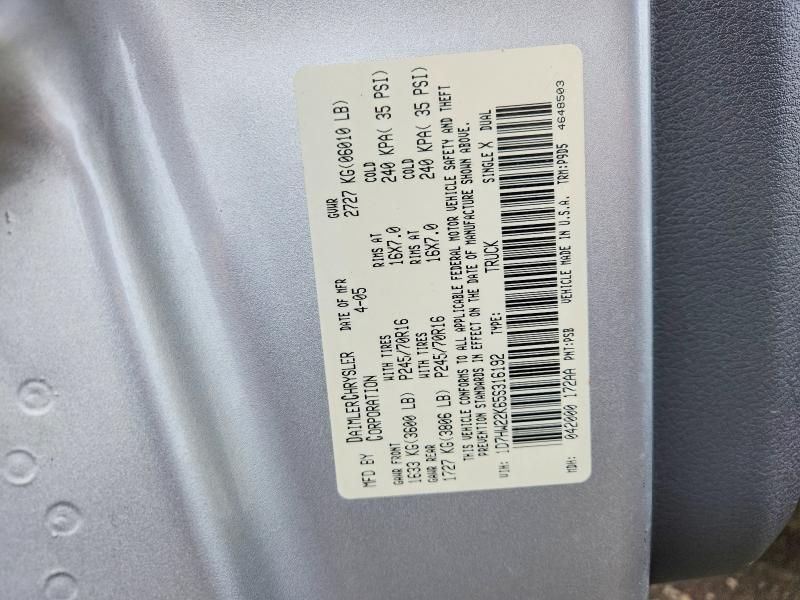 MFD BY DAIMLERCHRYSLER CORPORATION DATE OF MFR 4-05 GVWR 2727 KG(06010 LB)
GAWR FRONT WITH TIRES RIMS AT COLD
1633 KG(3600 LB) P245/70R16 16X7.0 240 KPA( 35 PSI)
GAWR REAR WITH TIRES RIMS AT COLD
1727 KG(3806 LB) P245/70R16 16X7.0 240 KPA( 35 PSI)
THIS VEHICLE CONFORMS TO ALL APPLICABLE FEDERAL MOTOR VEHICLE SAFETY AND THEFT
PREVENTION STANDARDS IN EFFECT ON THE DATE OF MANUFACTURE SHOWN ABOVE.
VIN: 1D7HW22K65S316192 TYPE: TRUCK SINGLE X DUAL
MDH: 042000 172AA PNT:PSB VEHICLE MADE IN U.S.A. TRM:P9D5 4648503